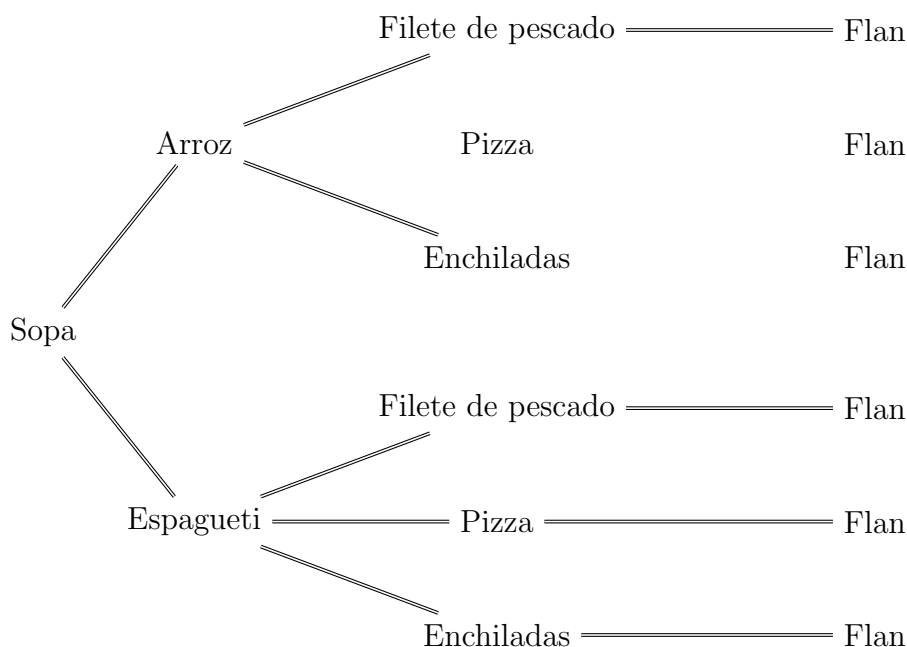 Filete de pescado Flan
Arroz Pizza Flan
Enchiladas Flan
Sopa
Filete de pescado Flan
Espagueti Pizza Flan
Enchiladas Flan